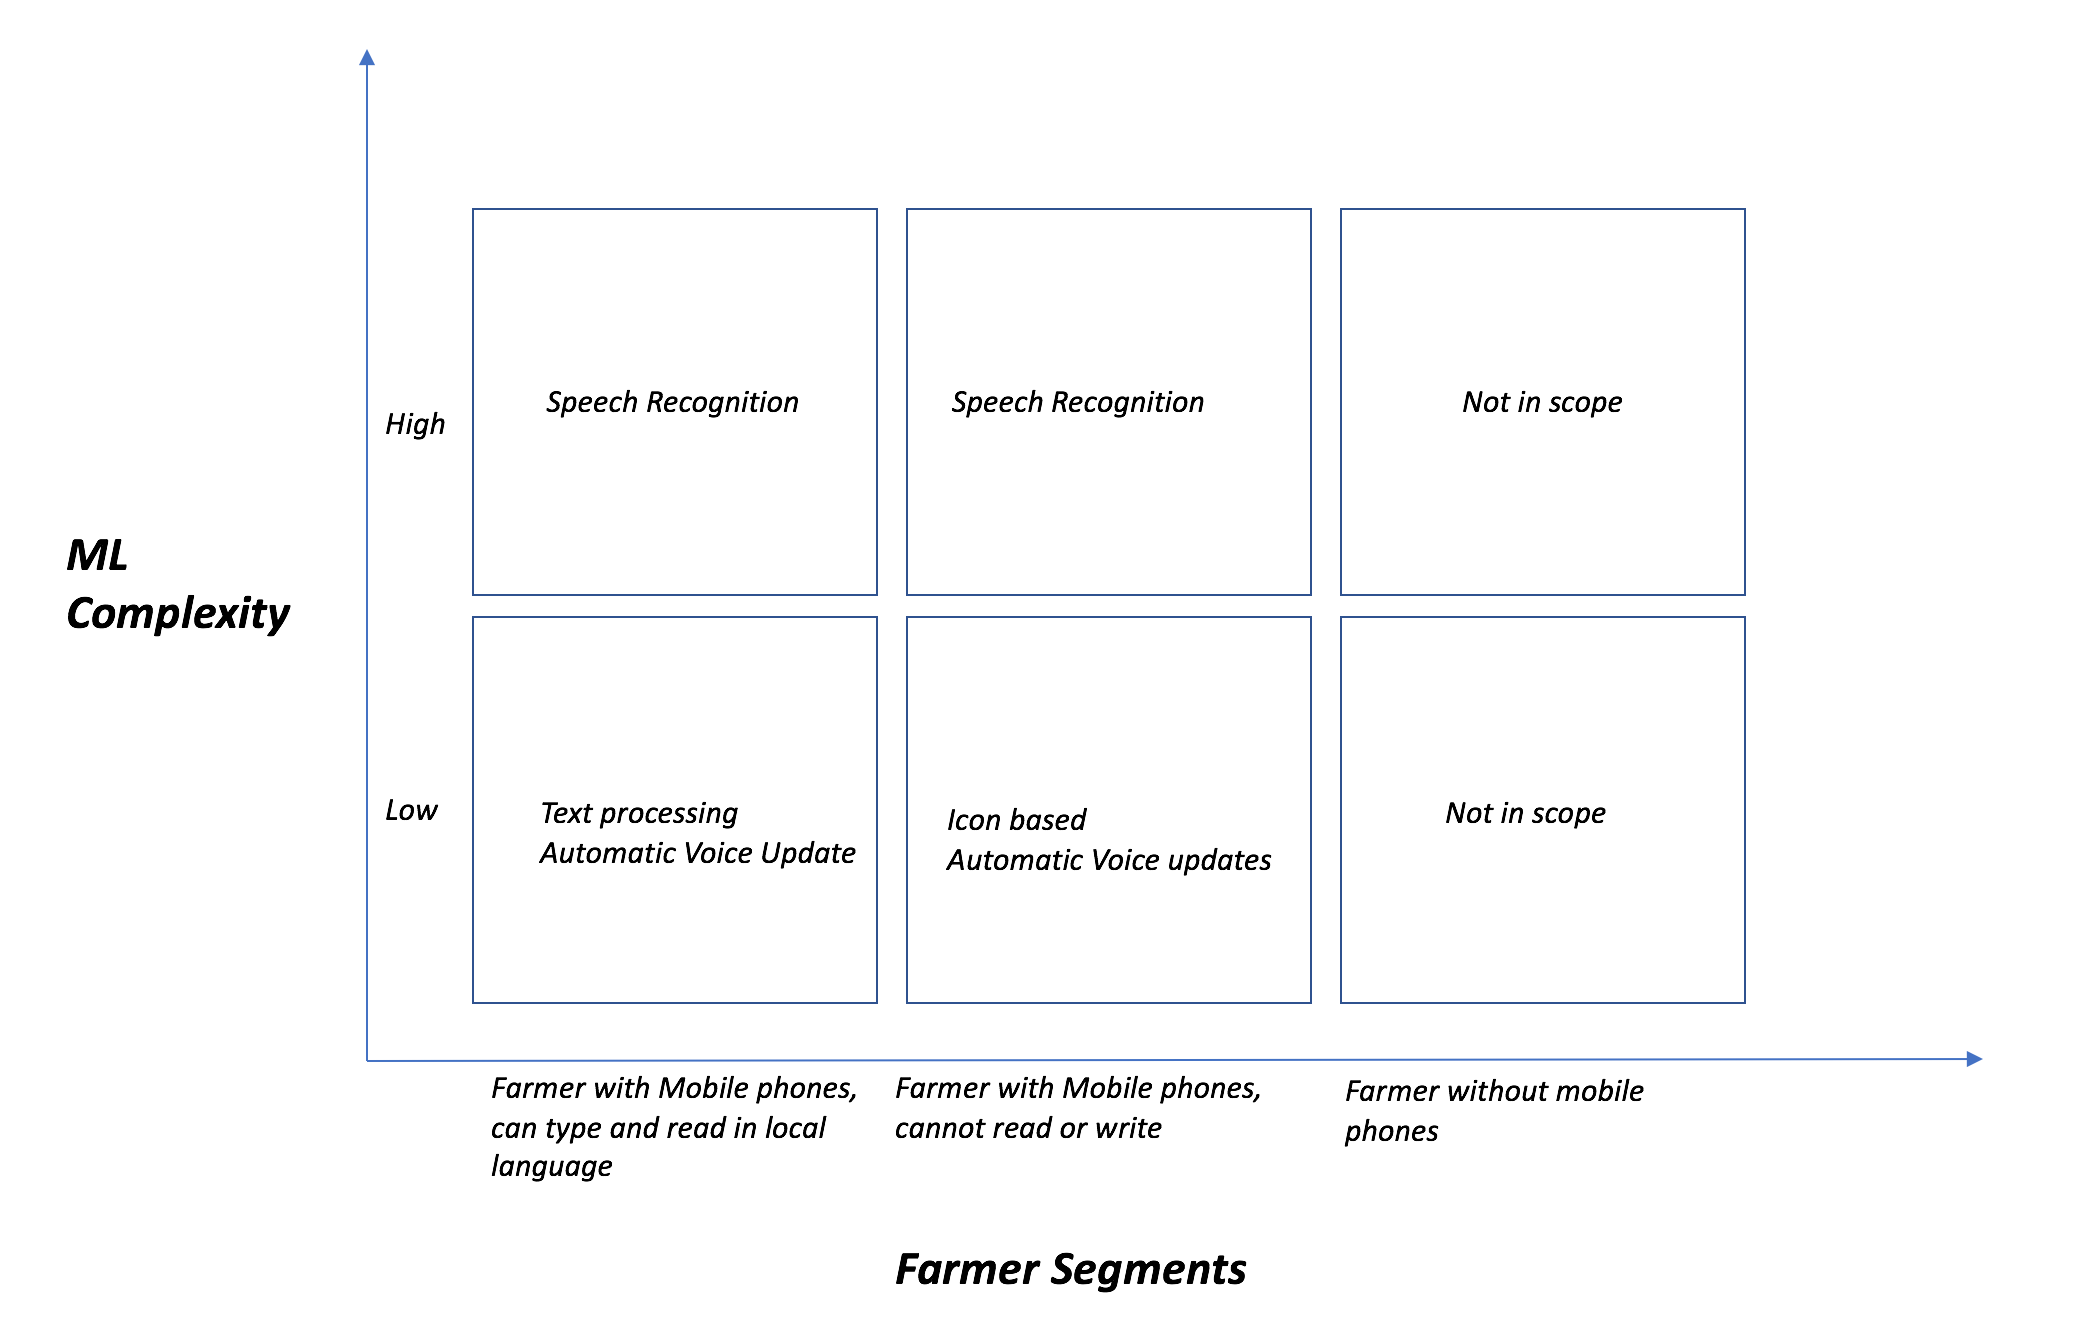 High
Speech Recognition
Speech Recognition
Not in scope
ML
Complexity
Low
Text processing
Automatic Voice Update
Icon based
Automatic Voice updates
Not in scope
Farmer with Mobile phones,
can type and read in local
language
Farmer with Mobile phones,
cannot read or write
Farmer without mobile
phones
Farmer Segments